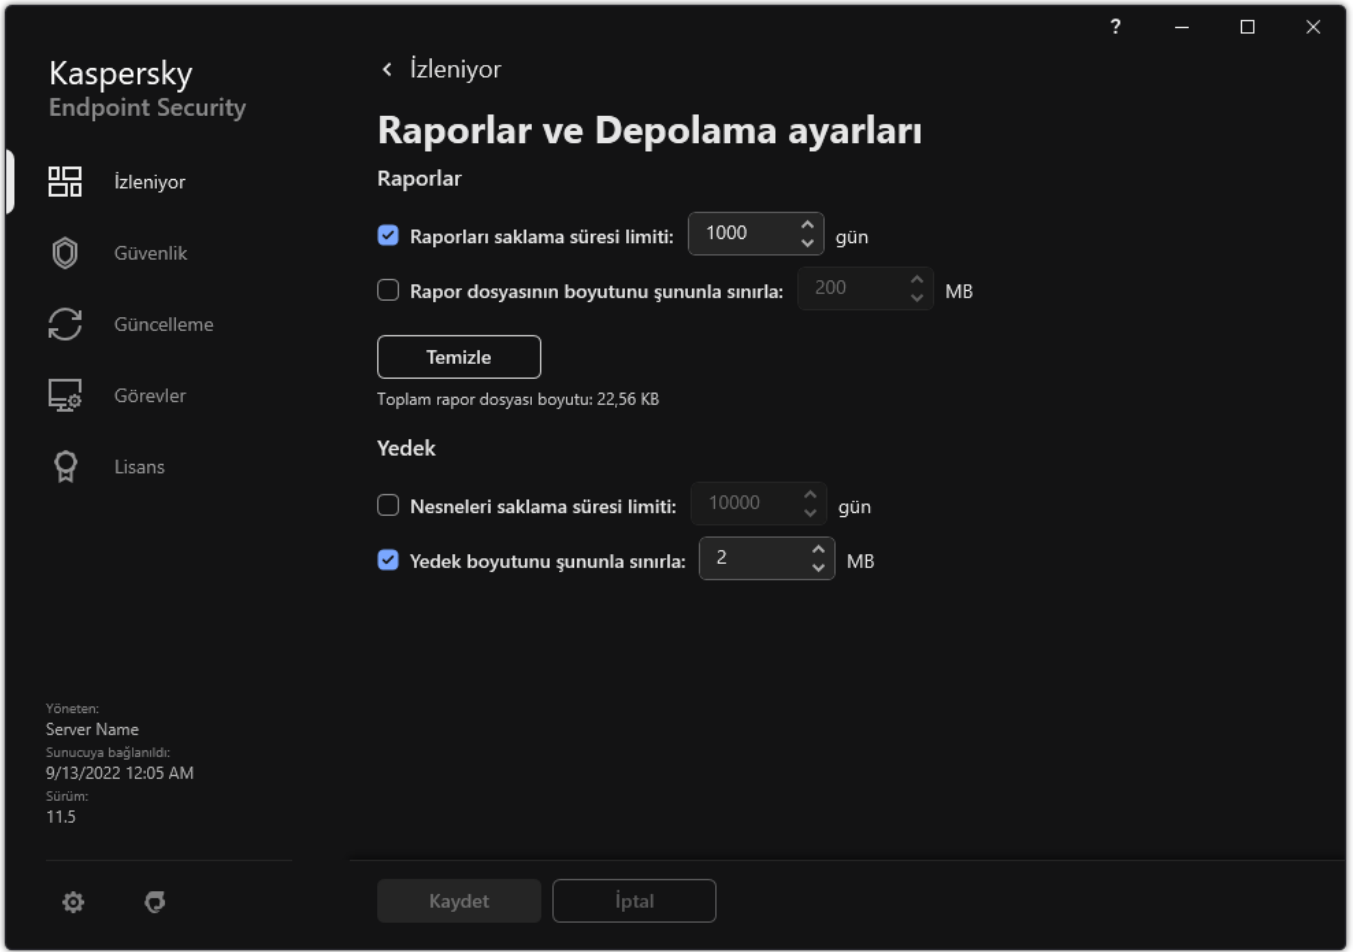 ?
Kaspersky
Endpoint Security
İzleniyor
Güvenlik
Güncelleme
Görevler
Lisans
Yöneten:
Server Name
Sunucuya bağlanıldı:
9/13/2022 12:05 AM
Sürüm:
11.5
İzleniyor
Raporlar ve Depolama ayarları
Raporlar
Raporları saklama süresi limiti: 1000 gün
Rapor dosyasının boyutunu şununla sınırla: 200 MB
Temizle
Toplam rapor dosyası boyutu: 22,56 KB
Yedek
Nesneleri saklama süresi limiti: 10000 gün
Yedek boyutunu şununla sınırla: 2 MB
Kaydet
İptal